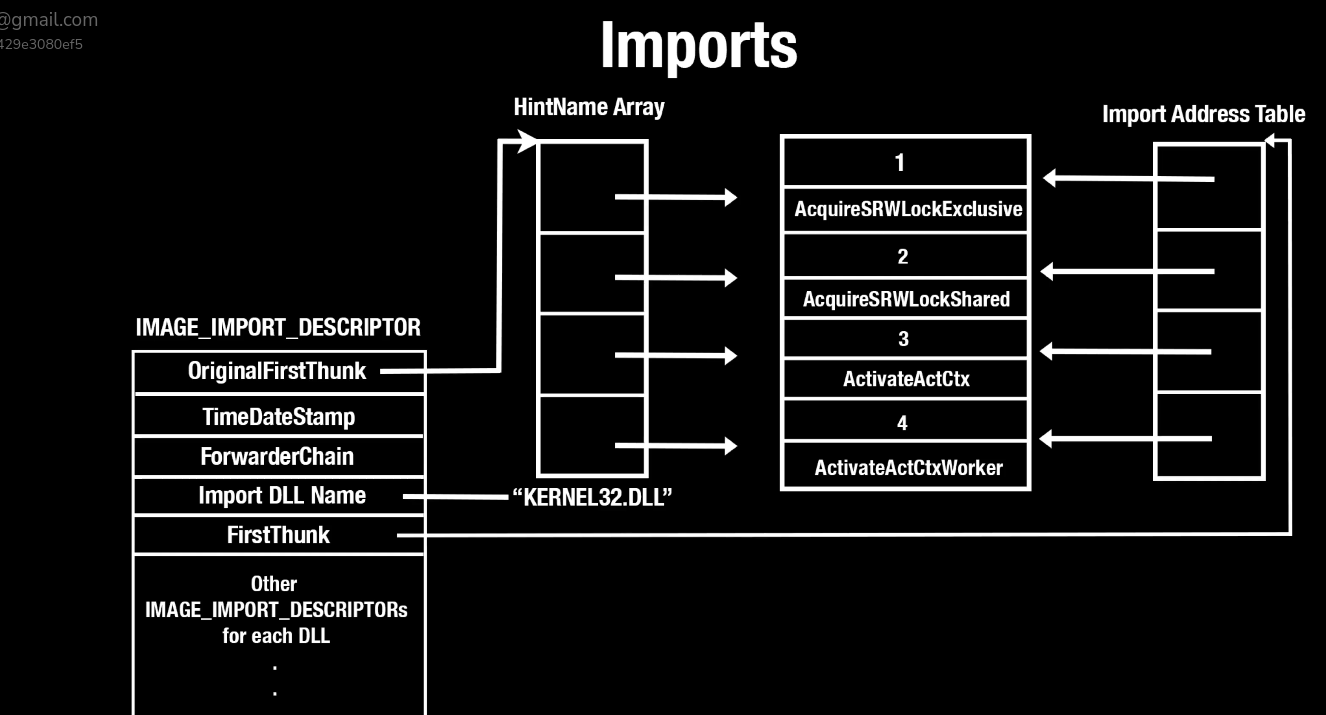 @gmail.com
429e3080ef5
Imports
HintName Array
Import Address Table
1
AcquireSRWLockExclusive
2
AcquireSRWLockShared
3
ActivateActCtx
4
ActivateActCtxWorker
IMAGE_IMPORT_DESCRIPTOR
OriginalFirstThunk
TimeDateStamp
ForwarderChain
Import DLL Name
“KERNEL32.DLL”
FirstThunk
Other
IMAGE_IMPORT_DESCRIPTORs
for each DLL
.
.